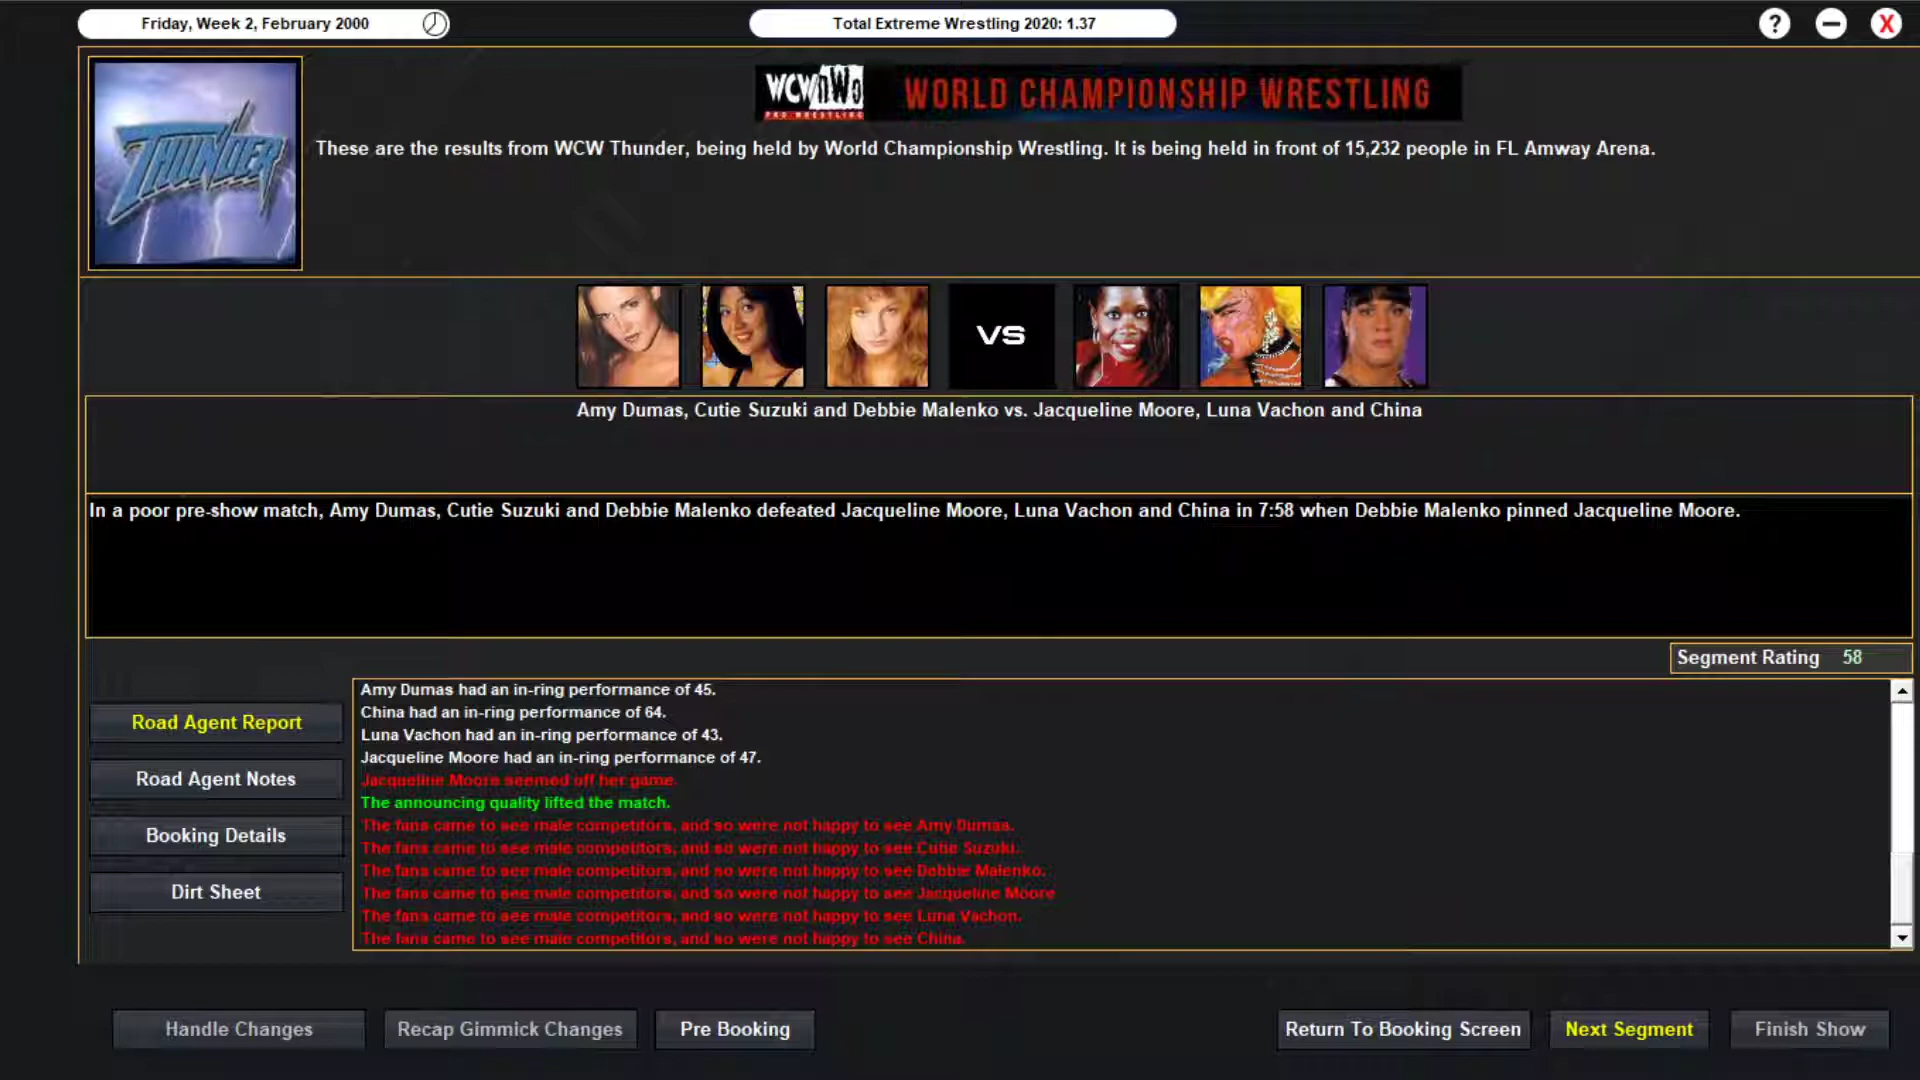 Friday, Week 2, February 2000
Total Extreme Wrestling 2020: 1.37
?
X
THUNDER
WCW nWo
PRO WRESTLING
WORLD CHAMPIONSHIP WRESTLING
These are the results from WCW Thunder, being held by World Championship Wrestling. It is being held in front of 15,232 people in FL Amway Arena.
VS
Amy Dumas, Cutie Suzuki and Debbie Malenko vs. Jacqueline Moore, Luna Vachon and China
In a poor pre-show match, Amy Dumas, Cutie Suzuki and Debbie Malenko defeated Jacqueline Moore, Luna Vachon and China in 7:58 when Debbie Malenko pinned Jacqueline Moore.
Segment Rating 58
Road Agent Report
Road Agent Notes
Booking Details
Dirt Sheet
Amy Dumas had an in-ring performance of 45.
China had an in-ring performance of 64.
Luna Vachon had an in-ring performance of 43.
Jacqueline Moore had an in-ring performance of 47.
Jacqueline Moore seemed off her game.
The announcing quality lifted the match.
The fans came to see male competitors, and so were not happy to see Amy Dumas.
The fans came to see male competitors, and so were not happy to see Cutie Suzuki.
The fans came to see male competitors, and so were not happy to see Debbie Malenko.
The fans came to see male competitors, and so were not happy to see Jacqueline Moore
The fans came to see male competitors, and so were not happy to see Luna Vachon.
The fans came to see male competitors, and so were not happy to see China.
Handle Changes
Recap Gimmick Changes
Pre Booking
Return To Booking Screen
Next Segment
Finish Show